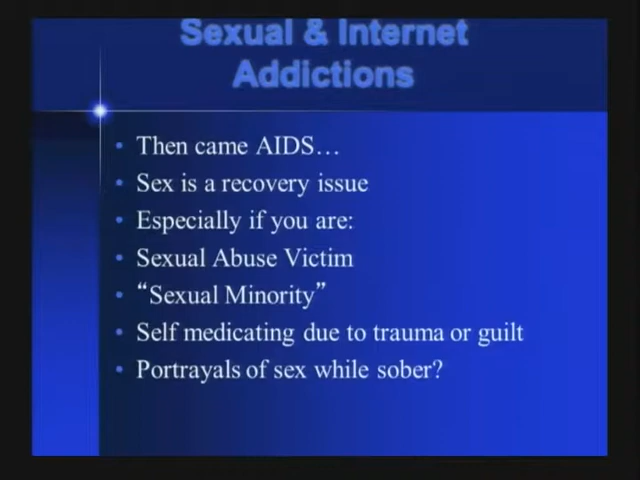 Sexual & Internet
Addictions
• Then came AIDS…
• Sex is a recovery issue
• Especially if you are:
• Sexual Abuse Victim
• “Sexual Minority”
• Self medicating due to trauma or guilt
• Portrayals of sex while sober?